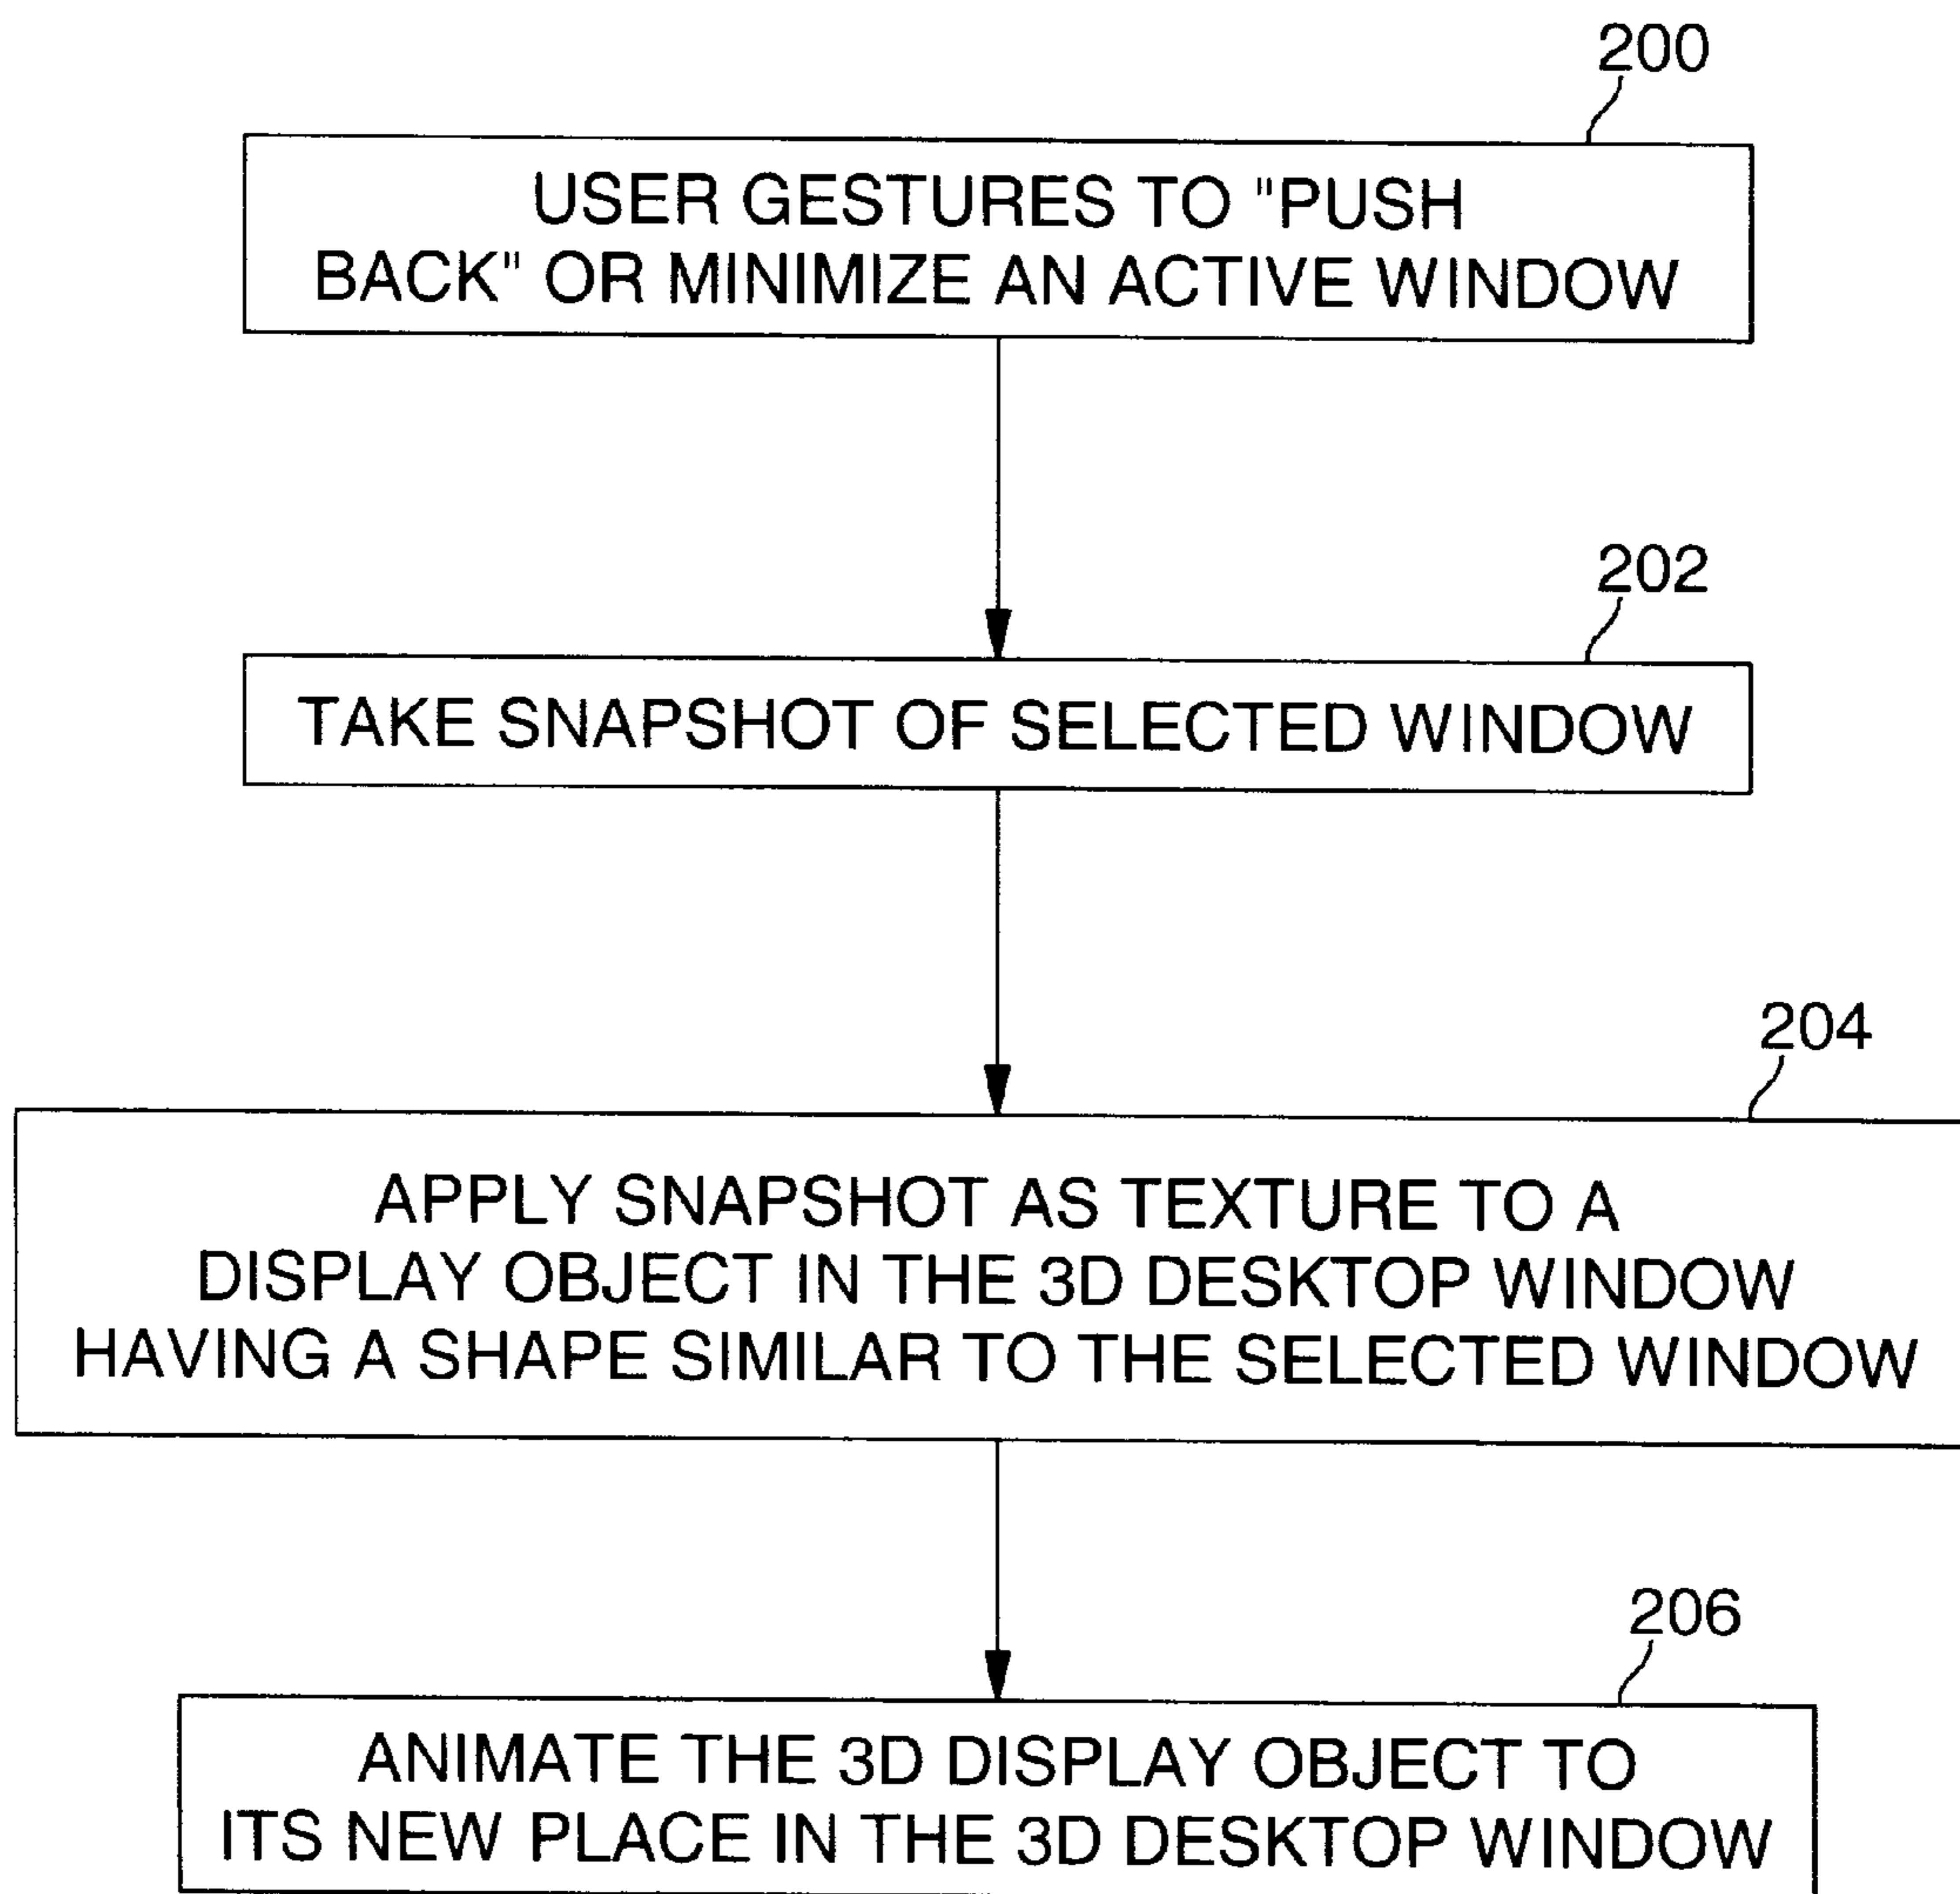 200
USER GESTURES TO "PUSH
BACK" OR MINIMIZE AN ACTIVE WINDOW
202
TAKE SNAPSHOT OF SELECTED WINDOW
204
APPLY SNAPSHOT AS TEXTURE TO A
DISPLAY OBJECT IN THE 3D DESKTOP WINDOW
HAVING A SHAPE SIMILAR TO THE SELECTED WINDOW
206
ANIMATE THE 3D DISPLAY OBJECT TO
ITS NEW PLACE IN THE 3D DESKTOP WINDOW